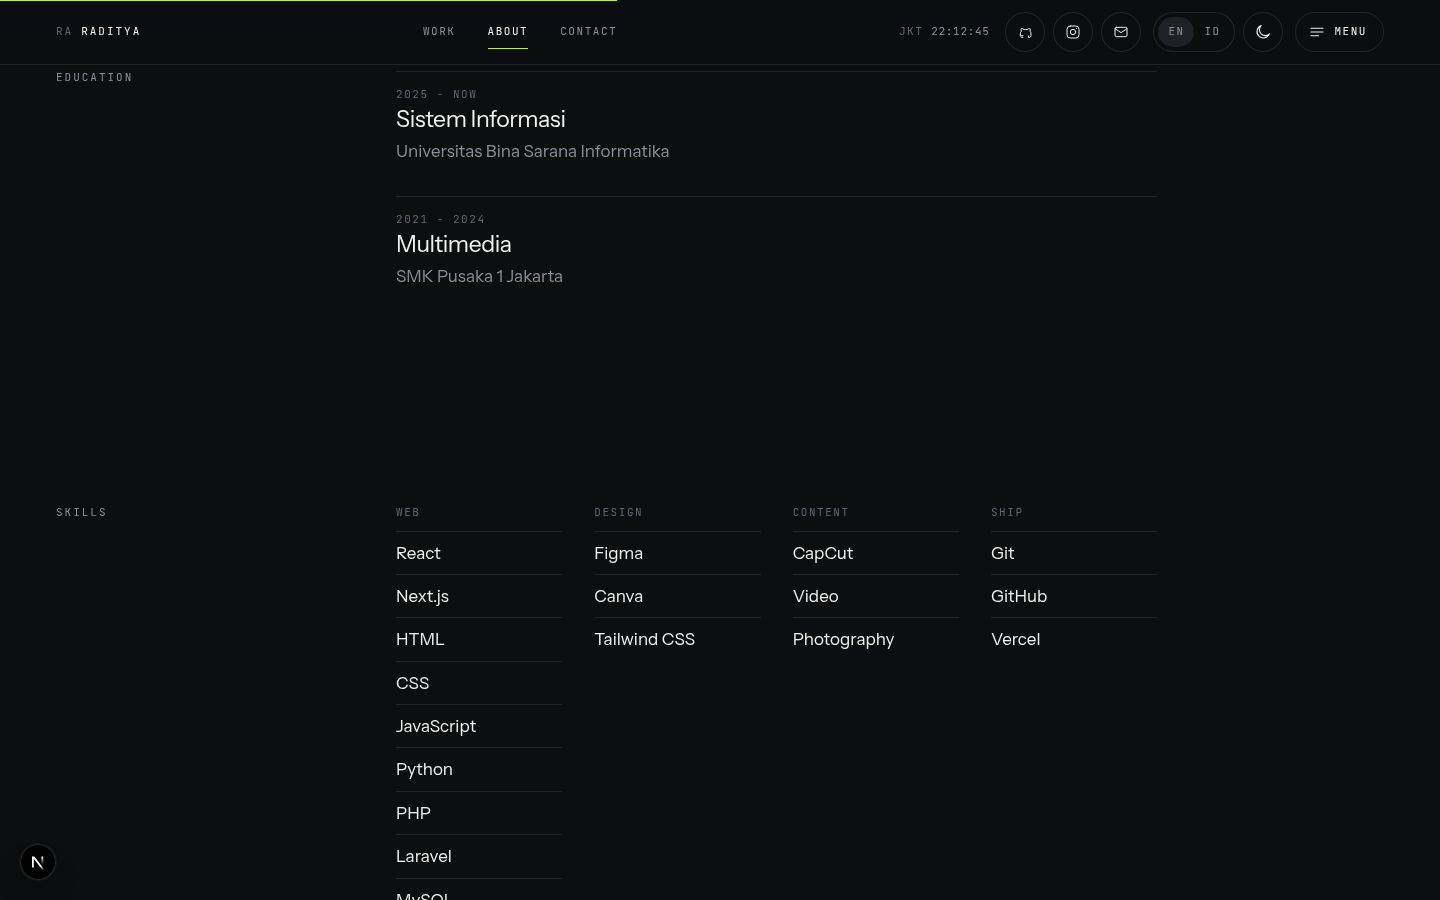 RA RADITYA
WORK ABOUT CONTACT
JKT 22:12:45
EN ID
MENU
EDUCATION
2025 - NOW
Sistem Informasi
Universitas Bina Sarana Informatika
2021 - 2024
Multimedia
SMK Pusaka 1 Jakarta
SKILLS
WEB
React
Next.js
HTML
CSS
JavaScript
Python
PHP
Laravel
MySQL
DESIGN
Figma
Canva
Tailwind CSS
CONTENT
CapCut
Video
Photography
SHIP
Git
GitHub
Vercel
N